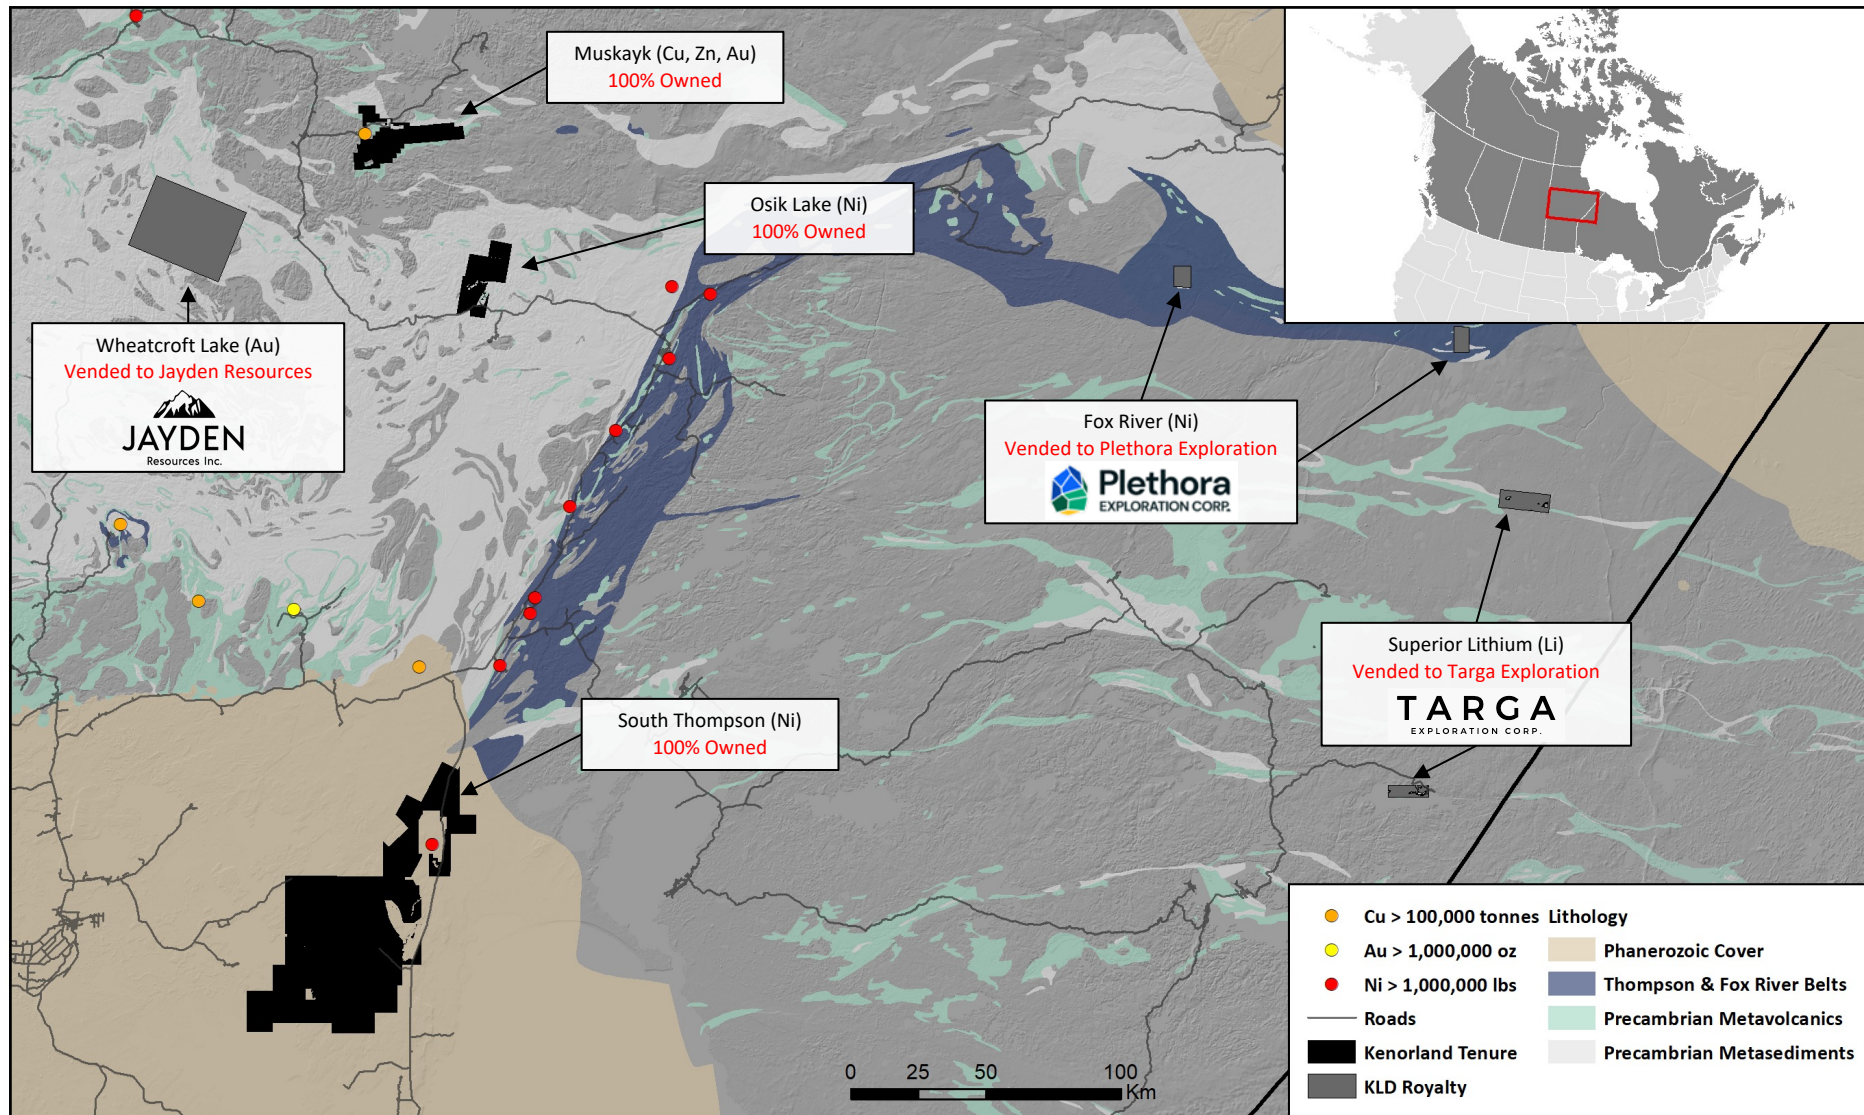 Muskayk (Cu, Zn, Au)
100% Owned
Osik Lake (Ni)
100% Owned
Wheatcroft Lake (Au)
Vended to Jayden Resources
JAYDEN
Resources Inc.
Fox River (Ni)
Vended to Plethora Exploration
Plethora
EXPLORATION CORP.
Superior Lithium (Li)
Vended to Targa Exploration
TARGA
EXPLORATION CORP.
South Thompson (Ni)
100% Owned
Cu > 100,000 tonnes
Au > 1,000,000 oz
Ni > 1,000,000 lbs
Roads
Kenorland Tenure
KLD Royalty
Lithology
Phanerozoic Cover
Thompson & Fox River Belts
Precambrian Metavolcanics
Precambrian Metasediments
0 25 50 100
Km